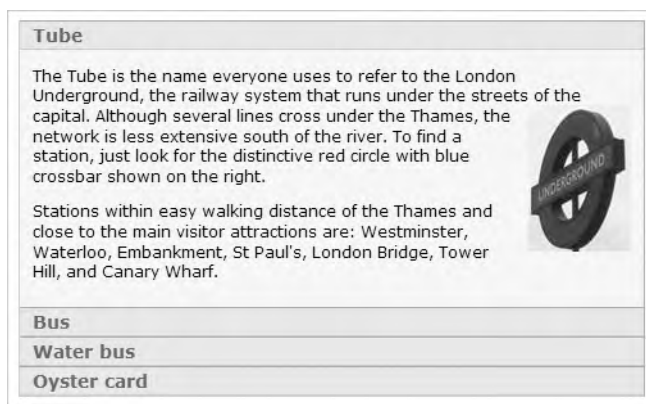 Tube
The Tube is the name everyone uses to refer to the London
Underground, the railway system that runs under the streets of the
capital. Although several lines cross under the Thames, the
network is less extensive south of the river. To find a
station, just look for the distinctive red circle with blue
crossbar shown on the right.
UNDERGROUND
Stations within easy walking distance of the Thames and
close to the main visitor attractions are: Westminster,
Waterloo, Embankment, St Paul's, London Bridge, Tower
Hill, and Canary Wharf.
Bus
Water bus
Oyster card